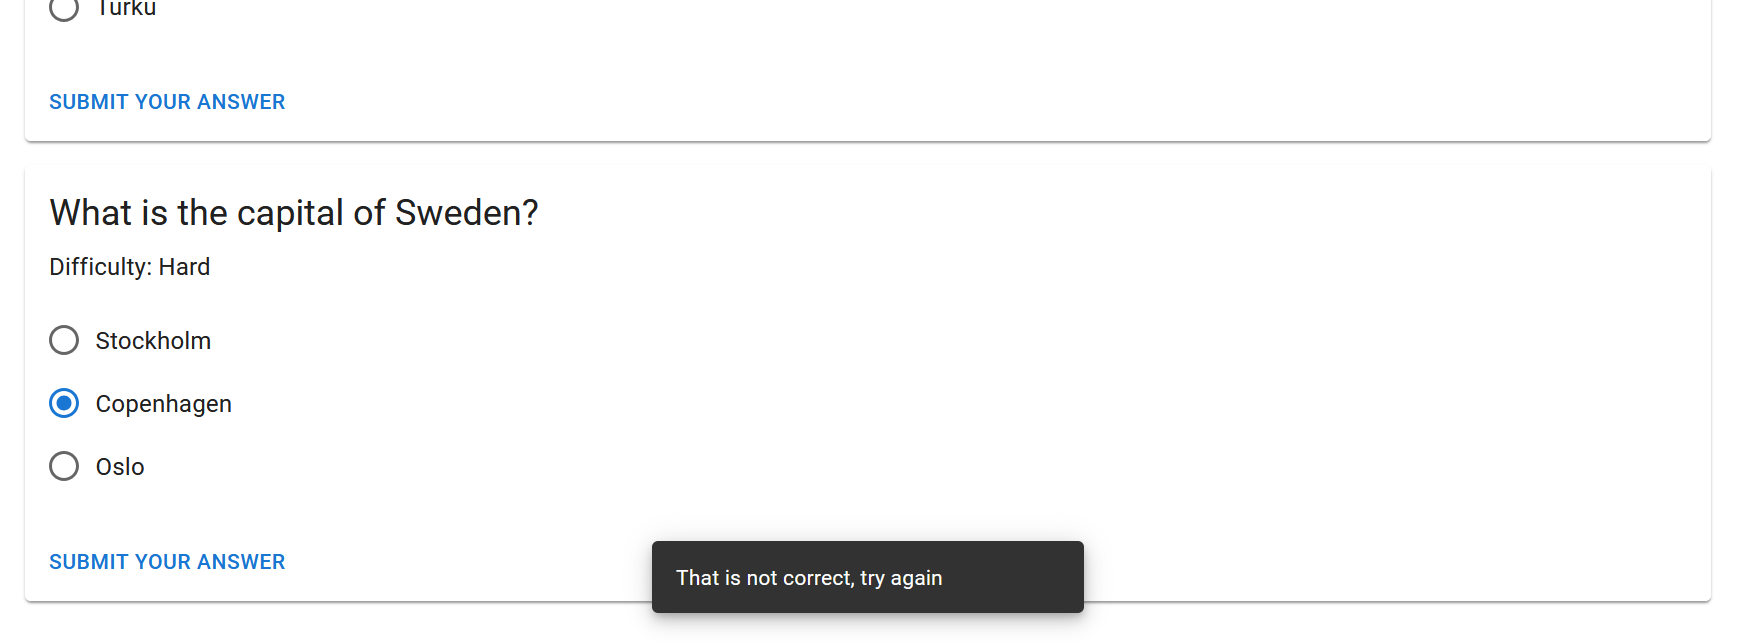 Turku
SUBMIT YOUR ANSWER
What is the capital of Sweden?
Difficulty: Hard
Stockholm
Copenhagen
Oslo
SUBMIT YOUR ANSWER
That is not correct, try again